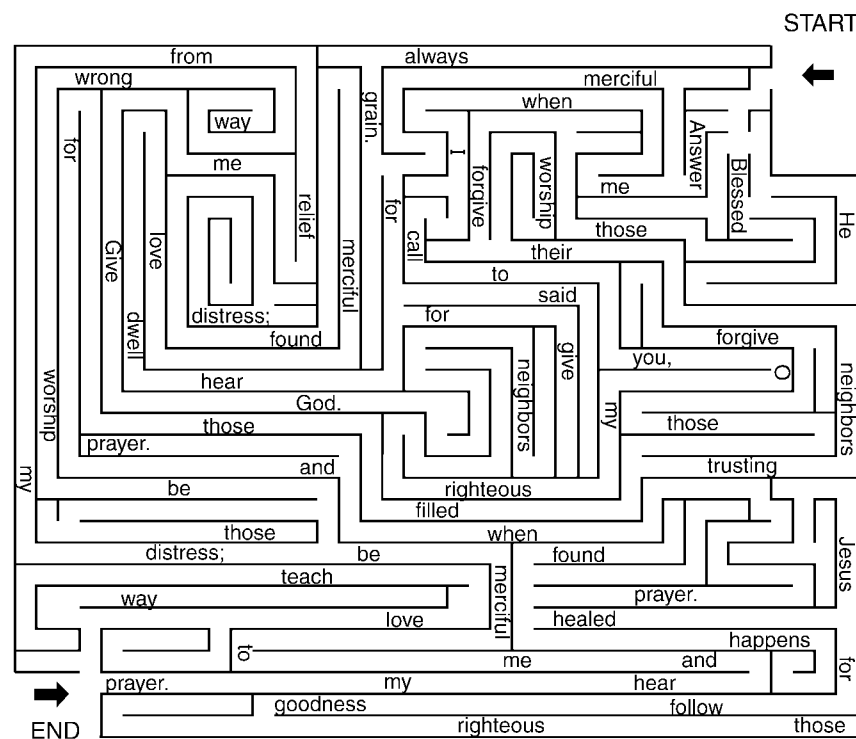 START
from
always
wrong
merciful
grain.
when
way
for
I
Answer
me
forgive
worship
Blessed
me
relief
for
He
Give
love
merciful
call
those
their
to
said
distress;
for
dwell
found
forgive
give
you,
neighbors
O
neighbors
hear
worship
God.
my
those
those
prayer.
and
trusting
my
be
righteous
filled
those
when
distress;
be
found
Jesus
teach
merciful
way
prayer.
love
healed
to
happens
me
and
for
prayer.
my
hear
goodness
follow
END
righteous
those